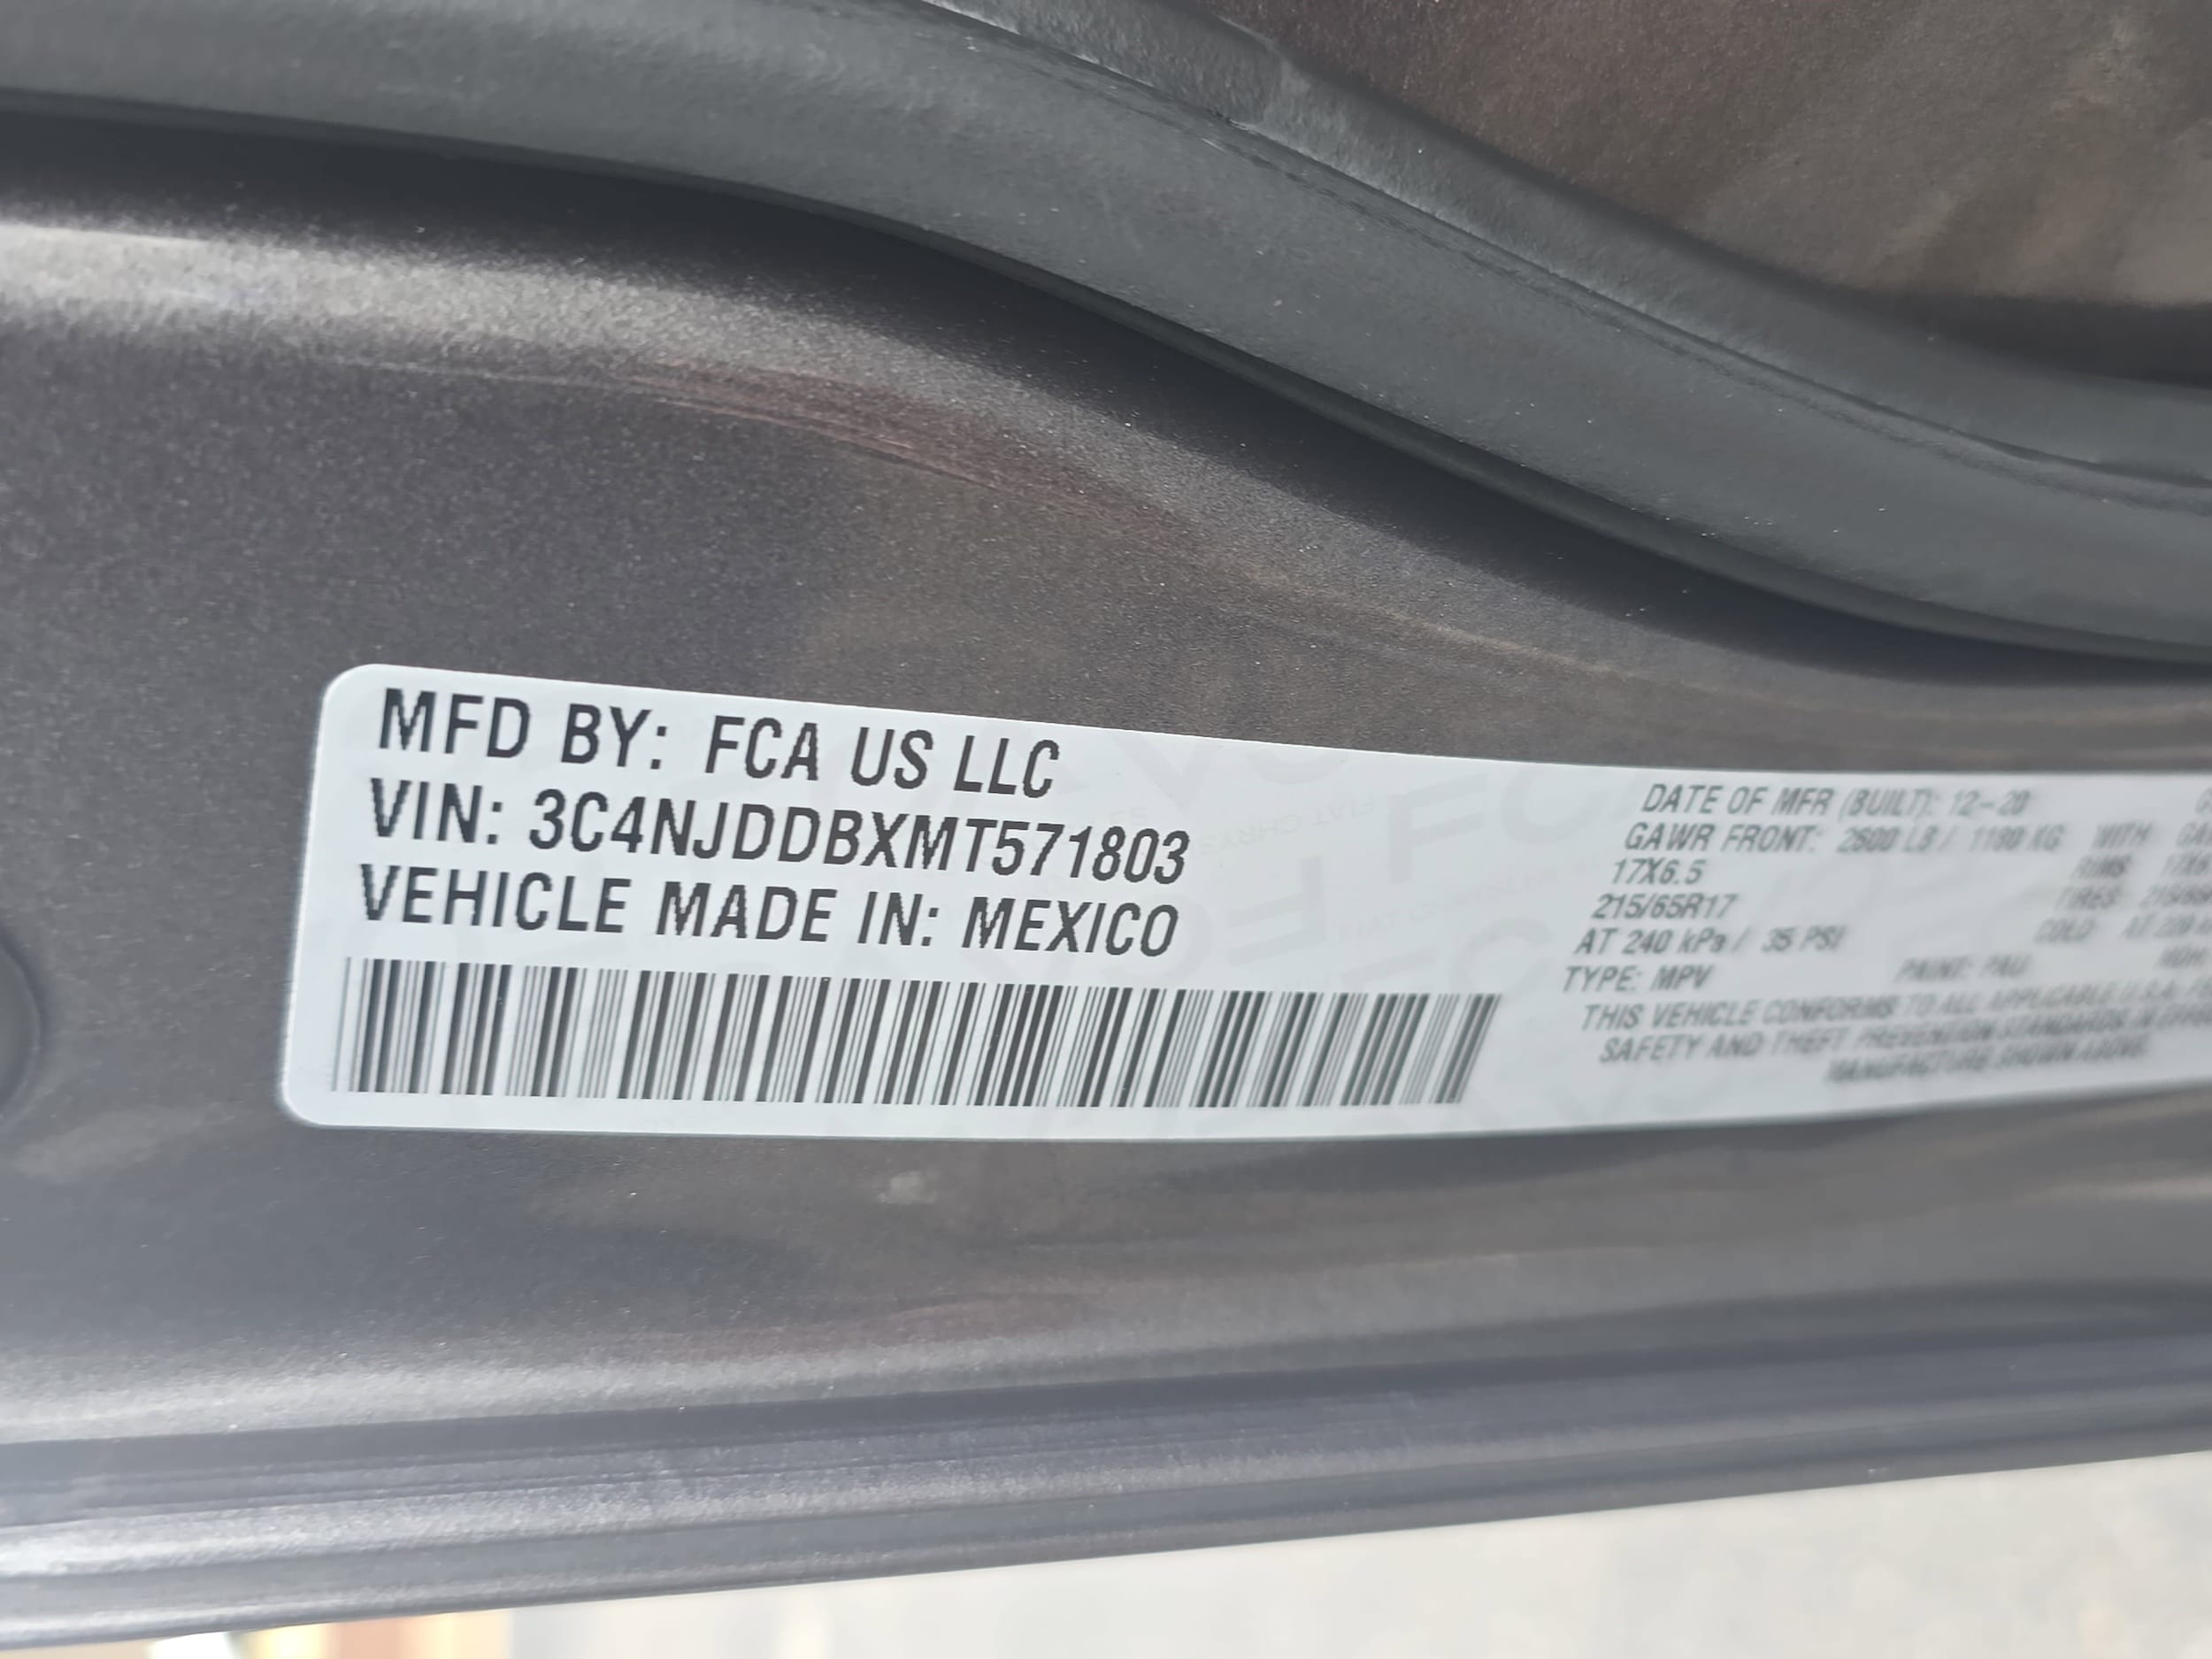 MFD BY: FCA US LLC
VIN: 3C4NJDDBXMT571803
VEHICLE MADE IN: MEXICO
DATE OF MFR (BUILT): 12-20
GAWR FRONT: 2600 LB / 1180 KG WITH
17X6.5 RIMS
215/65R17 TIRES
AT 240 kPa / 35 PSI COLD
TYPE: MPV PAINT: PAU
THIS VEHICLE CONFORMS TO ALL APPLICABLE U.S.A.
SAFETY AND THEFT PREVENTION STANDARDS IN
MANUFACTURE SHOWN ABOVE.